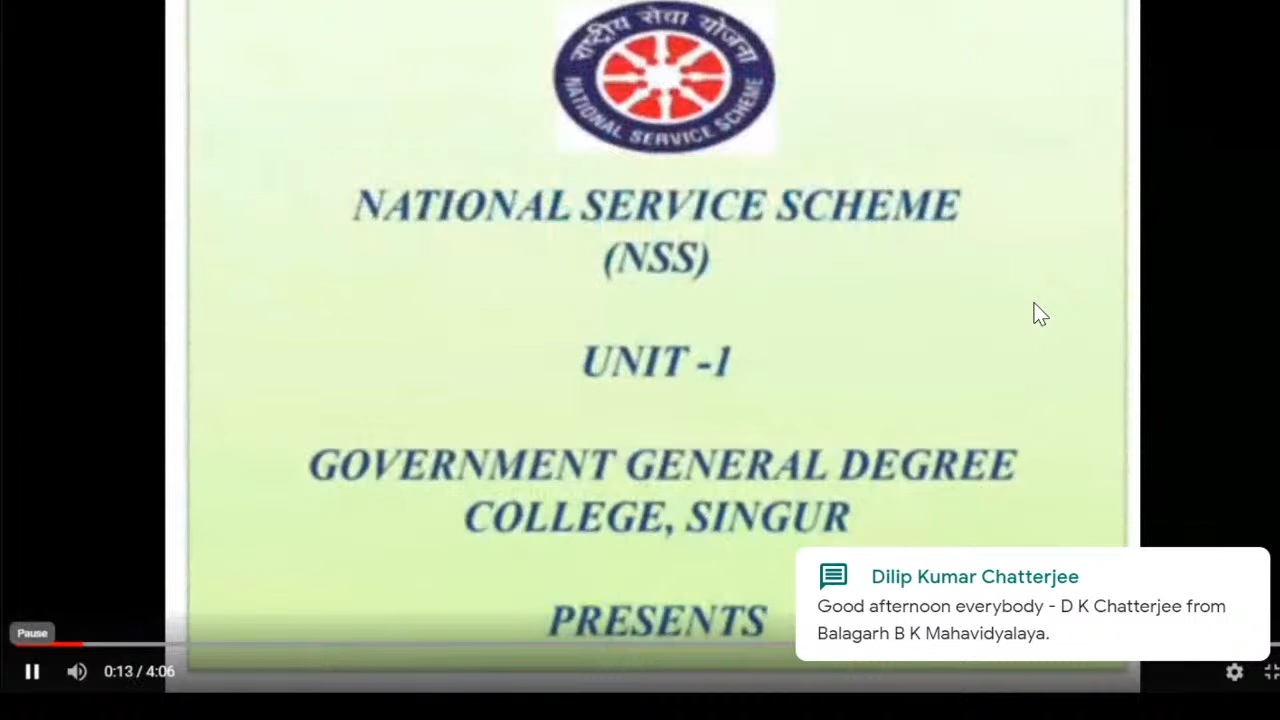 राष्ट्रीय सेवा योजना
NATIONAL SERVICE SCHEME
NATIONAL SERVICE SCHEME
(NSS)
UNIT -1
GOVERNMENT GENERAL DEGREE
COLLEGE, SINGUR
PRESENTS
Dilip Kumar Chatterjee
Good afternoon everybody - D K Chatterjee from
Balagarh B K Mahavidyalaya.
Pause
0:13 / 4:06